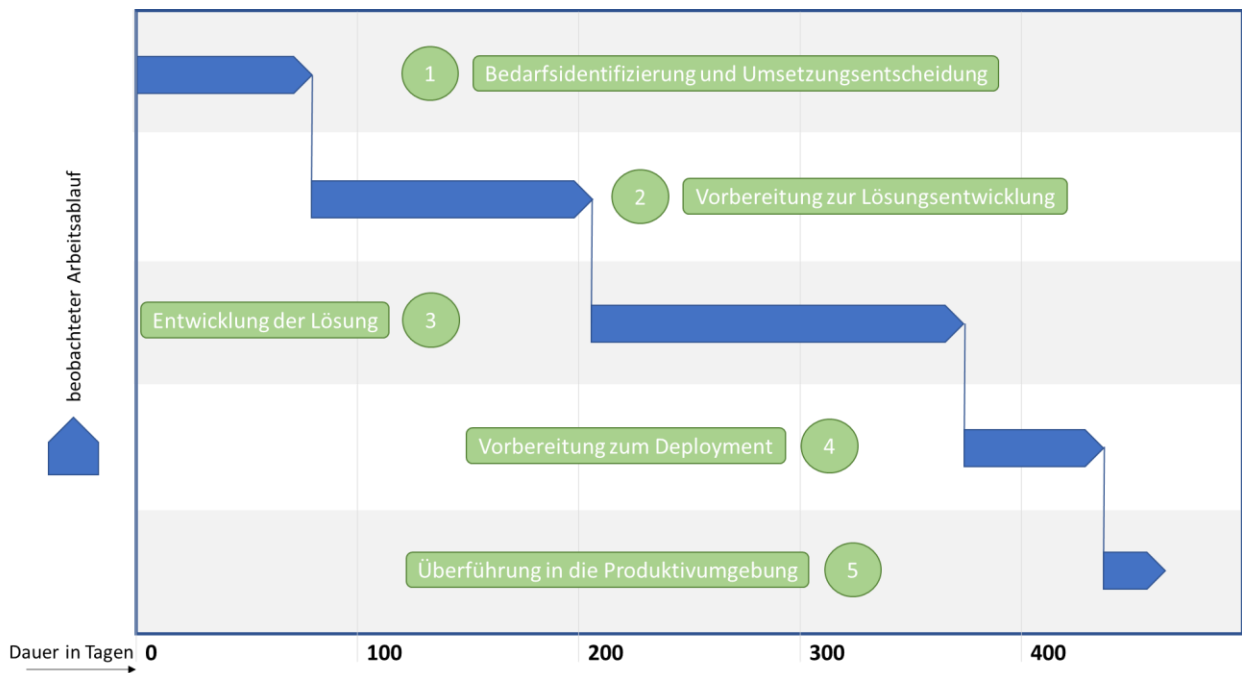 1 Bedarfsidentifizierung und Umsetzungsentscheidung
2 Vorbereitung zur Lösungsentwicklung
Entwicklung der Lösung 3
Vorbereitung zum Deployment 4
Überführung in die Produktivumgebung 5
beobachteter Arbeitsablauf
Dauer in Tagen 0 100 200 300 400